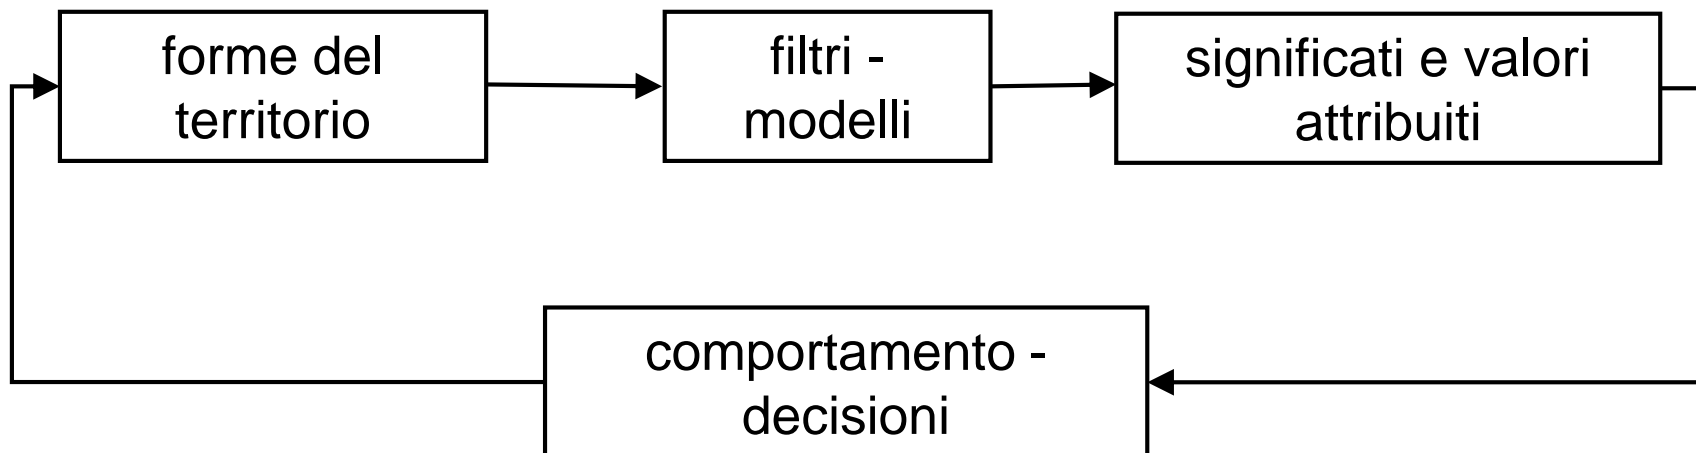 forme del
territorio
filtri -
modelli
significati e valori
attribuiti
comportamento -
decisioni